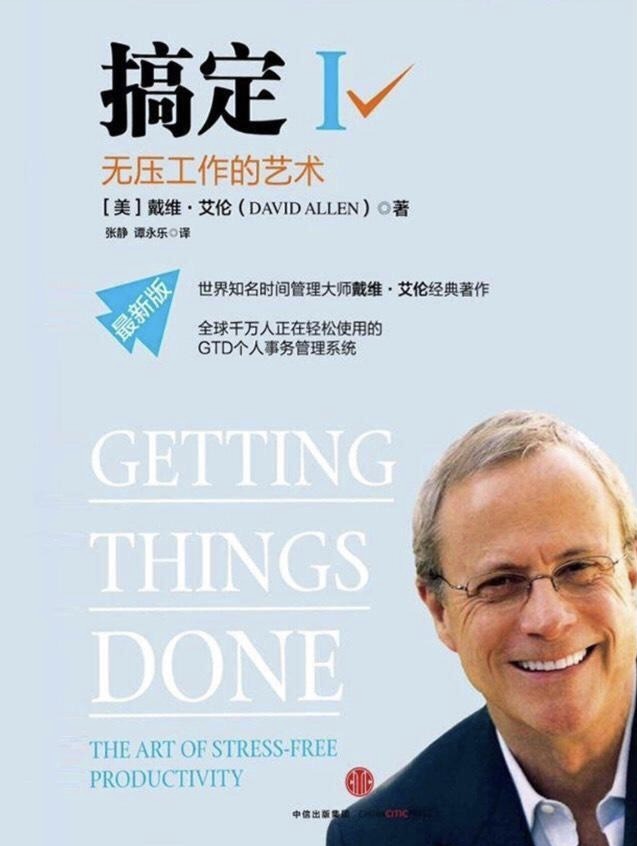 搞定 I
无压工作的艺术
[美]戴维·艾伦(DAVID ALLEN)◎著
张静 谭永乐◎译
最新版
世界知名时间管理大师戴维·艾伦经典著作
全球千万人正在轻松使用的
GTD个人事务管理系统
GETTING
THINGS
DONE
THE ART OF STRESS-FREE
PRODUCTIVITY
中信出版集团 CHINA CITIC PRESS